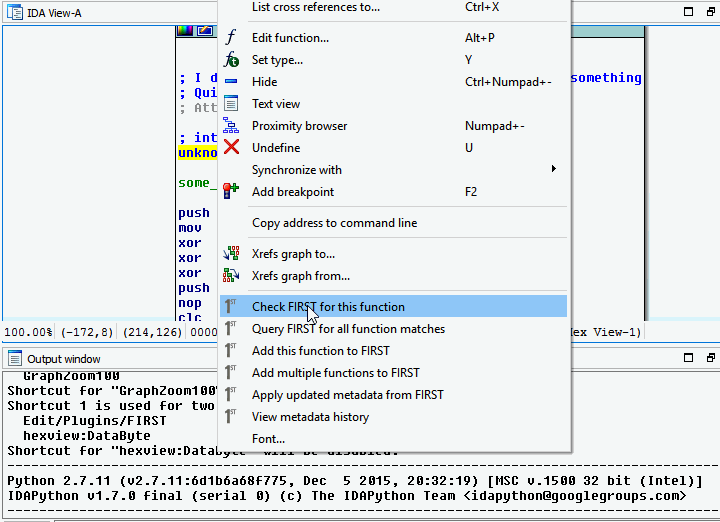 IDA View-A
List cross references to... Ctrl+X
Edit function... Alt+P
Set type... Y
Hide Ctrl+Numpad+-
Text view
Proximity browser Numpad+-
Undefine U
Synchronize with
Add breakpoint F2
Copy address to command line
Xrefs graph to...
Xrefs graph from...
Check FIRST for this function
Query FIRST for all function matches
Add this function to FIRST
Add multiple functions to FIRST
Apply updated metadata from FIRST
View metadata history
Font...
; I d something
; Qui
; Att
; int
unkno
some_
push
mov
xor
xor
xor
push
nop
clc
100.00% (-172,8) (214,126) 0000 Hex View-1)
Output window
GraphZoom100
Shortcut for "GraphZoom100"
Shortcut 1 is used for two
Edit/Plugins/FIRST
hexview:DataByte
Shortcut for "hexview:DataByte" will be disabled.
Python 2.7.11 (v2.7.11:6d1b6a68f775, Dec 5 2015, 20:32:19) [MSC v.1500 32 bit (Intel)]
IDAPython v1.7.0 final (serial 0) (c) The IDAPython Team <idapython@googlegroups.com>